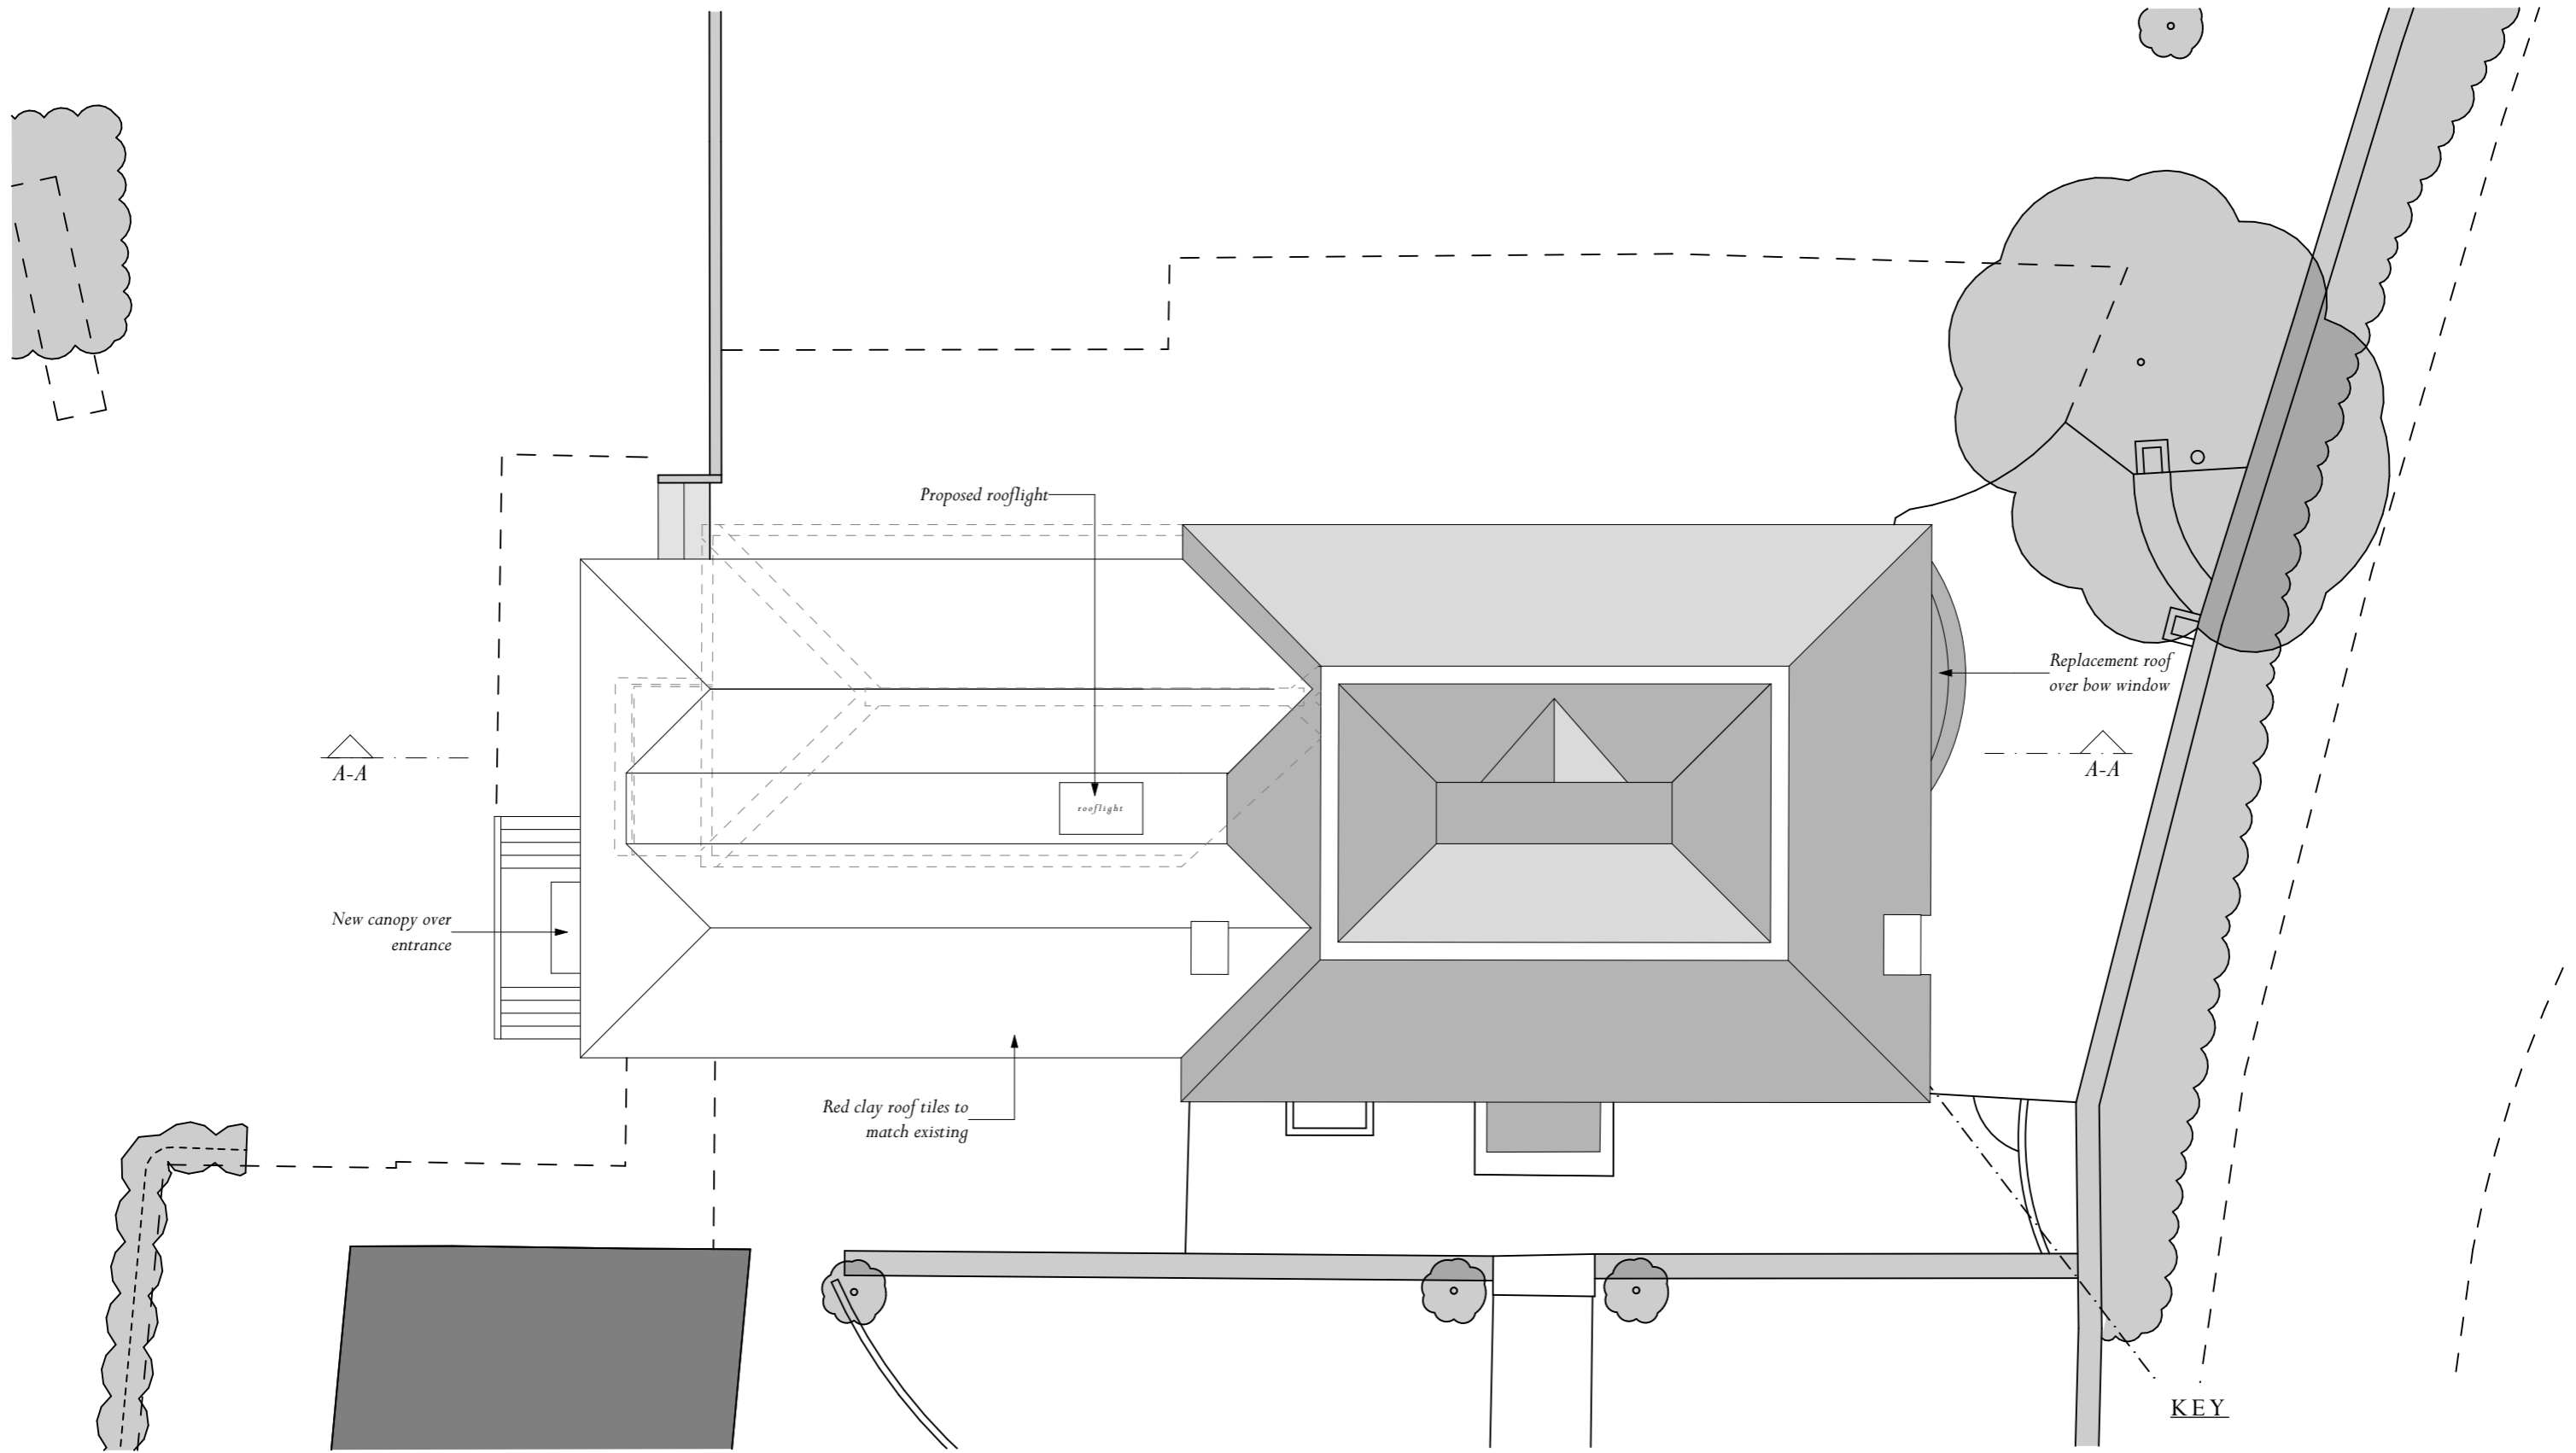 Proposed rooflight
Replacement roof
over bow window
A-A
A-A
rooflight
New canopy over
entrance
Red clay roof tiles to
match existing
KEY